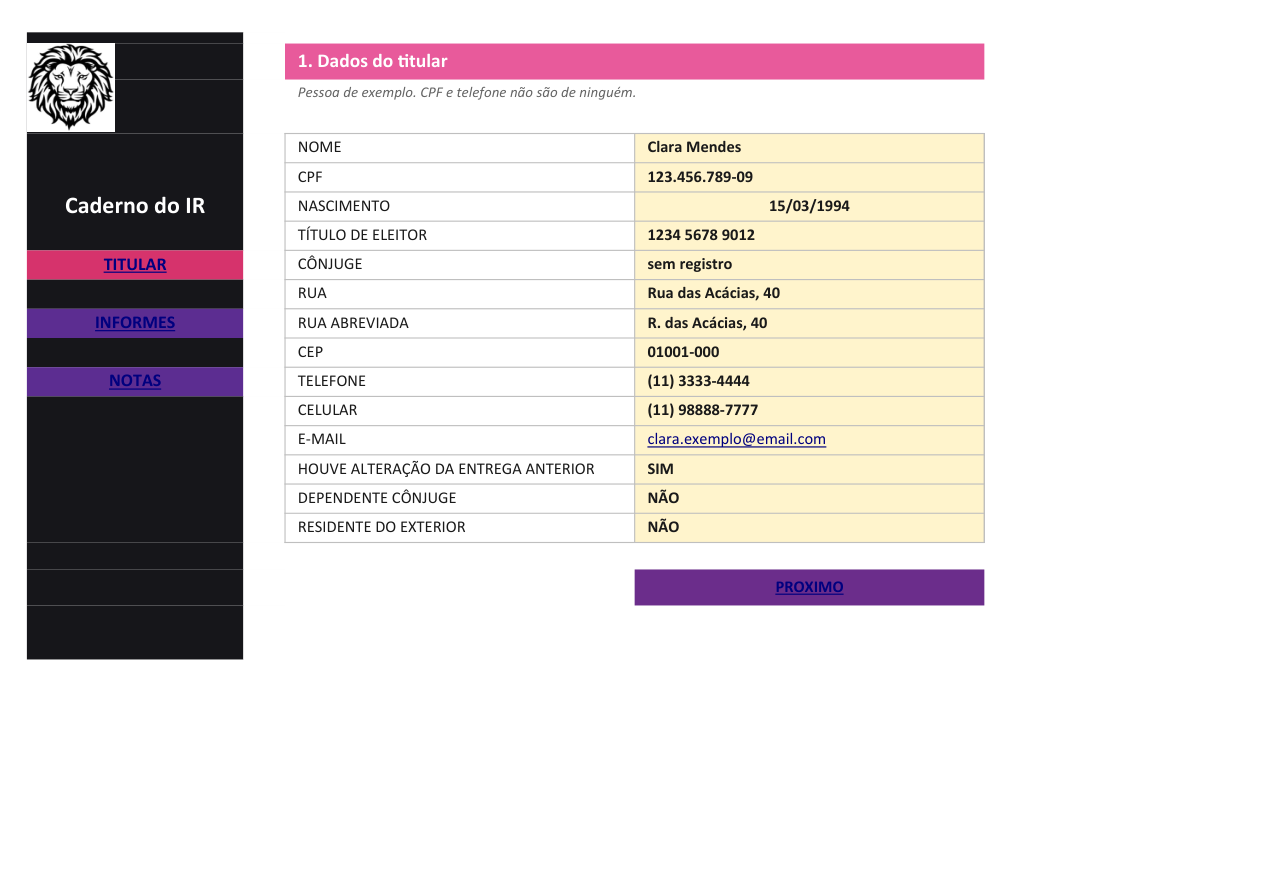 Caderno do IR
TITULAR
INFORMES
NOTAS
1. Dados do titular
Pessoa de exemplo. CPF e telefone não são de ninguém.
NOME Clara Mendes
CPF 123.456.789-09
NASCIMENTO 15/03/1994
TÍTULO DE ELEITOR 1234 5678 9012
CÔNJUGE sem registro
RUA Rua das Acácias, 40
RUA ABREVIADA R. das Acácias, 40
CEP 01001-000
TELEFONE (11) 3333-4444
CELULAR (11) 98888-7777
E-MAIL clara.exemplo@email.com
HOUVE ALTERAÇÃO DA ENTREGA ANTERIOR SIM
DEPENDENTE CÔNJUGE NÃO
RESIDENTE DO EXTERIOR NÃO
PROXIMO